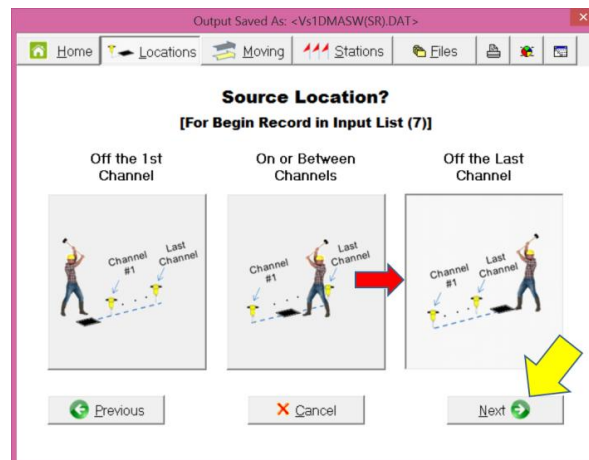 Output Saved As: <Vs1DMASW(SR).DAT>
Home Locations Moving Stations Files
Source Location?
[For Begin Record in Input List (7)]
Off the 1st
Channel
On or Between
Channels
Off the Last
Channel
Channel
#1
Last
Channel
Channel
#1
Last
Channel
Channel
#1
Last
Channel
Previous
Cancel
Next